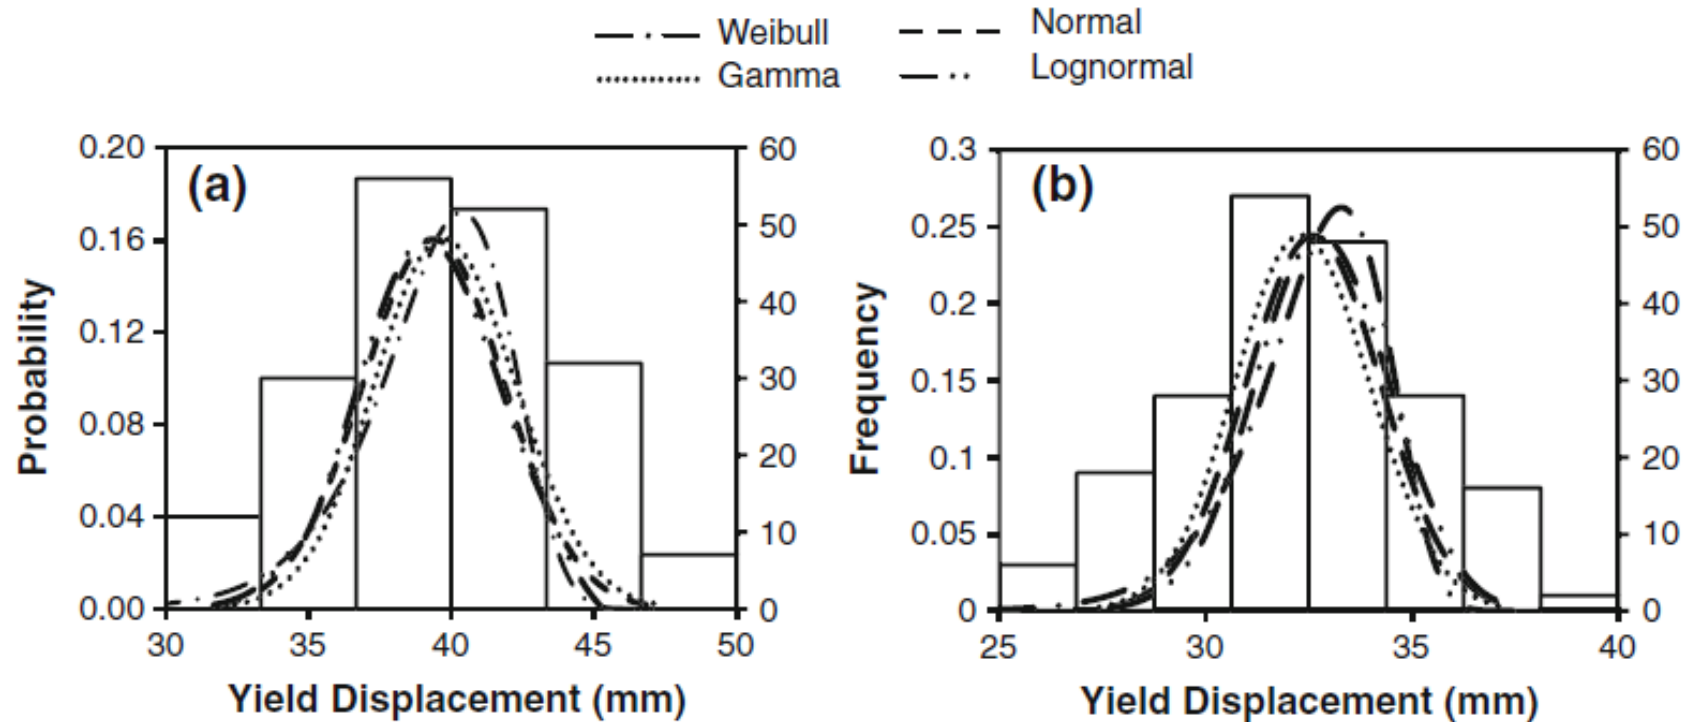 Weibull
Normal
Gamma
Lognormal
(a)
0.20
0.16
0.12
0.08
0.04
0.00
60
50
40
30
20
10
0
30 35 40 45 50
Probability
Yield Displacement (mm)
(b)
0.3
0.25
0.2
0.15
0.1
0.05
0
60
50
40
30
20
10
0
25 30 35 40
Frequency
Yield Displacement (mm)